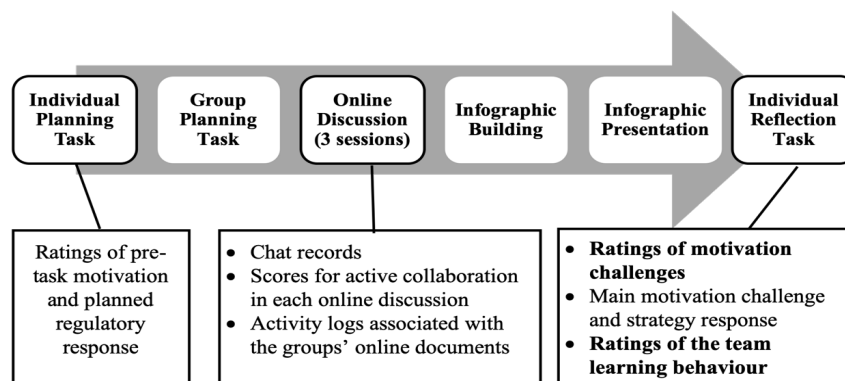 Individual
Planning
Task
Group
Planning
Task
Online
Discussion
(3 sessions)
Infographic
Building
Infographic
Presentation
Individual
Reflection
Task
Ratings of pre-
task motivation
and planned
regulatory
response
• Chat records
• Scores for active collaboration
in each online discussion
• Activity logs associated with
the groups’ online documents
• Ratings of motivation
challenges
• Main motivation challenge
and strategy response
• Ratings of the team
learning behaviour